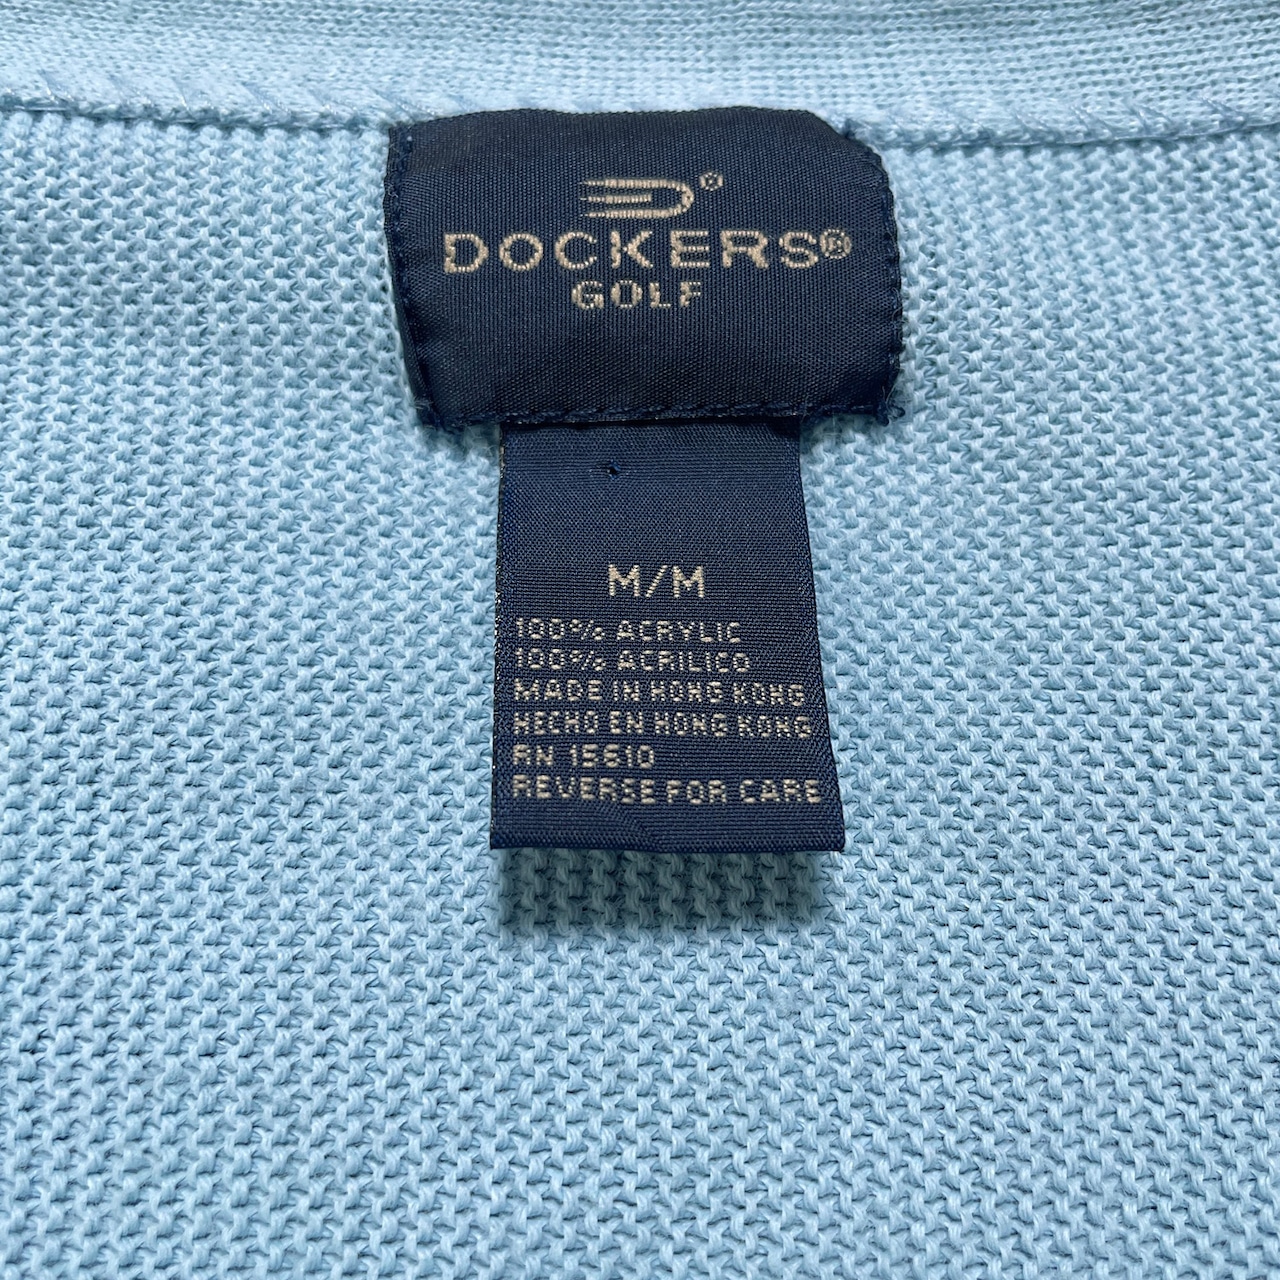 ®
DOCKERS®
GOLF
M/M
100% ACRYLIC
100% ACRILICO
MADE IN HONG KONG
HECHO EN HONG KONG
RN 15610
REVERSE FOR CARE